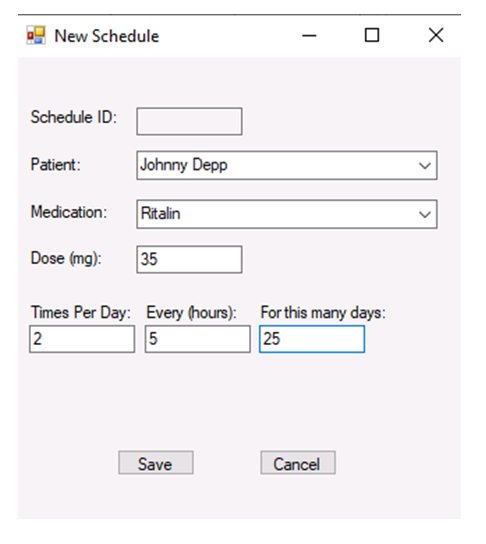 New Schedule
Schedule ID:
Patient: Johnny Depp
Medication: Ritalin
Dose (mg): 35
Times Per Day: Every (hours): For this many days:
2 5 25
Save Cancel